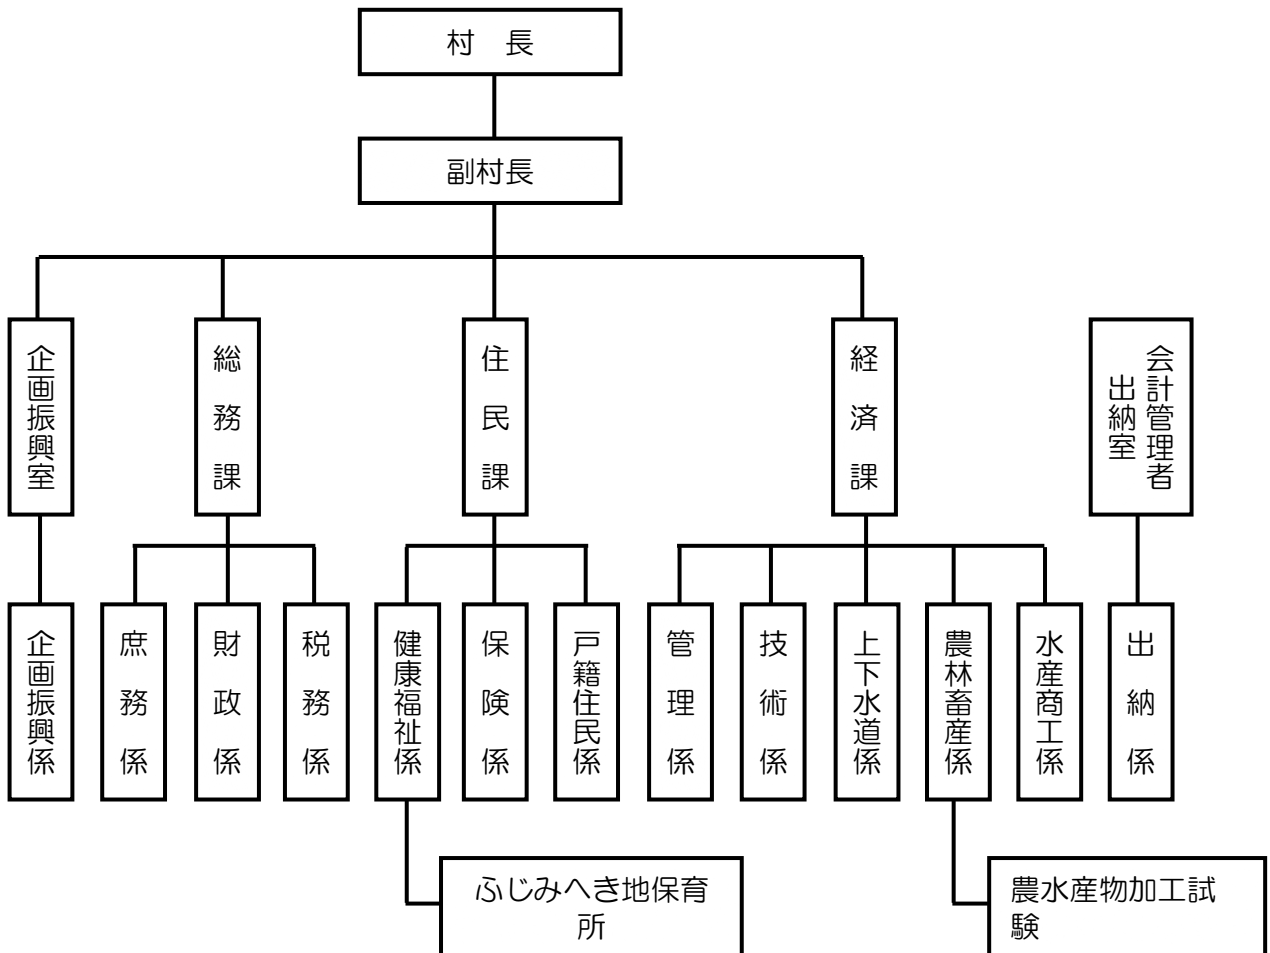 村　長
副村長
企画振興室
総務課
住民課
経済課
会計管理者
出納室
企画振興係
庶務係
財政係
税務係
健康福祉係
保険係
戸籍住民係
管理係
技術係
上下水道係
農林畜産係
水産商工係
出納係
ふじみへき地保育
所
農水産物加工試
験